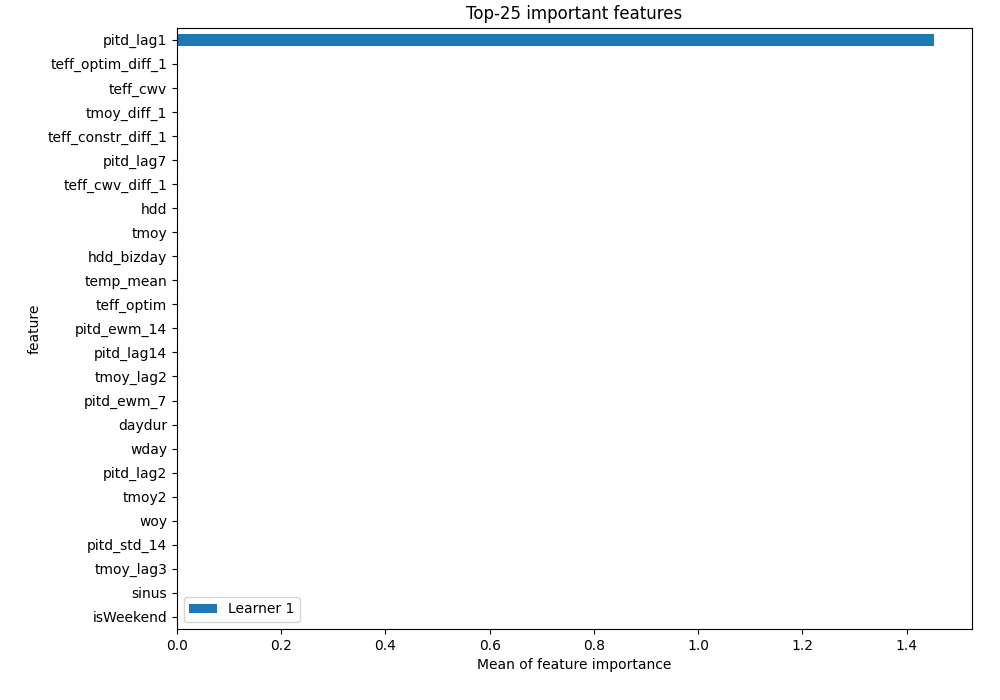 Top-25 important features
pitd_lag1
teff_optim_diff_1
teff_cwv
tmoy_diff_1
teff_constr_diff_1
pitd_lag7
teff_cwv_diff_1
hdd
tmoy
hdd_bizday
temp_mean
teff_optim
pitd_ewm_14
pitd_lag14
tmoy_lag2
pitd_ewm_7
daydur
wday
pitd_lag2
tmoy2
woy
pitd_std_14
tmoy_lag3
sinus
isWeekend
feature
Learner 1
0.0 0.2 0.4 0.6 0.8 1.0 1.2 1.4
Mean of feature importance